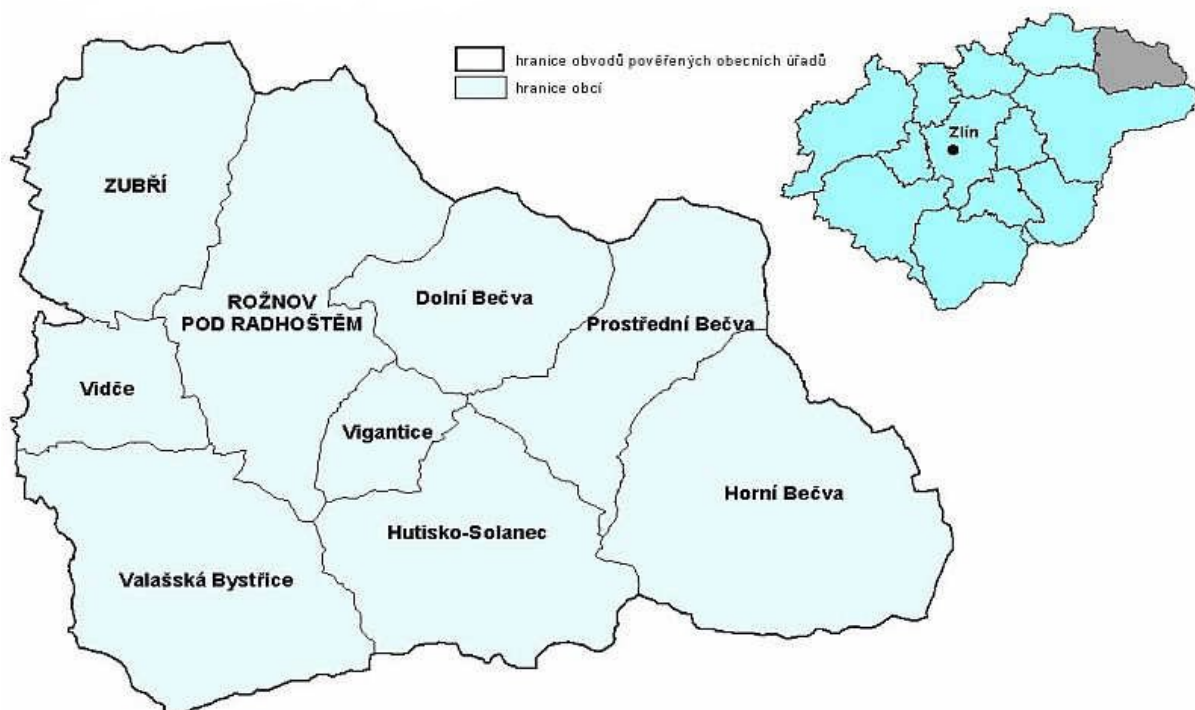 hranice obvodů pověřených obecních úřadů
hranice obcí
Zlín
ZUBŘÍ
ROŽNOV
POD RADHOŠTĚM
Dolní Bečva
Prostřední Bečva
Vidče
Vigantice
Horní Bečva
Hutisko-Solanec
Valašská Bystřice